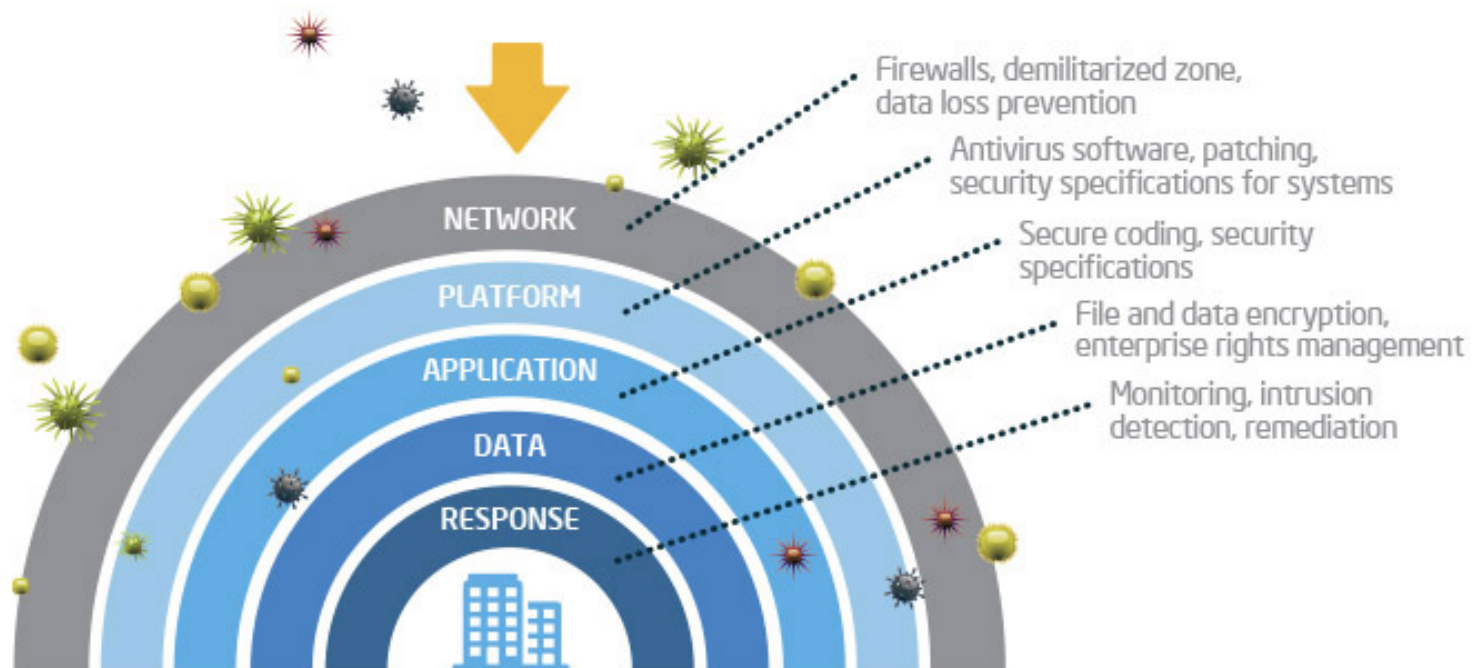 Firewalls, demilitarized zone,
data loss prevention
Antivirus software, patching,
security specifications for systems
NETWORK
Secure coding, security
specifications
PLATFORM
File and data encryption,
enterprise rights management
APPLICATION
Monitoring, intrusion
detection, remediation
DATA
RESPONSE